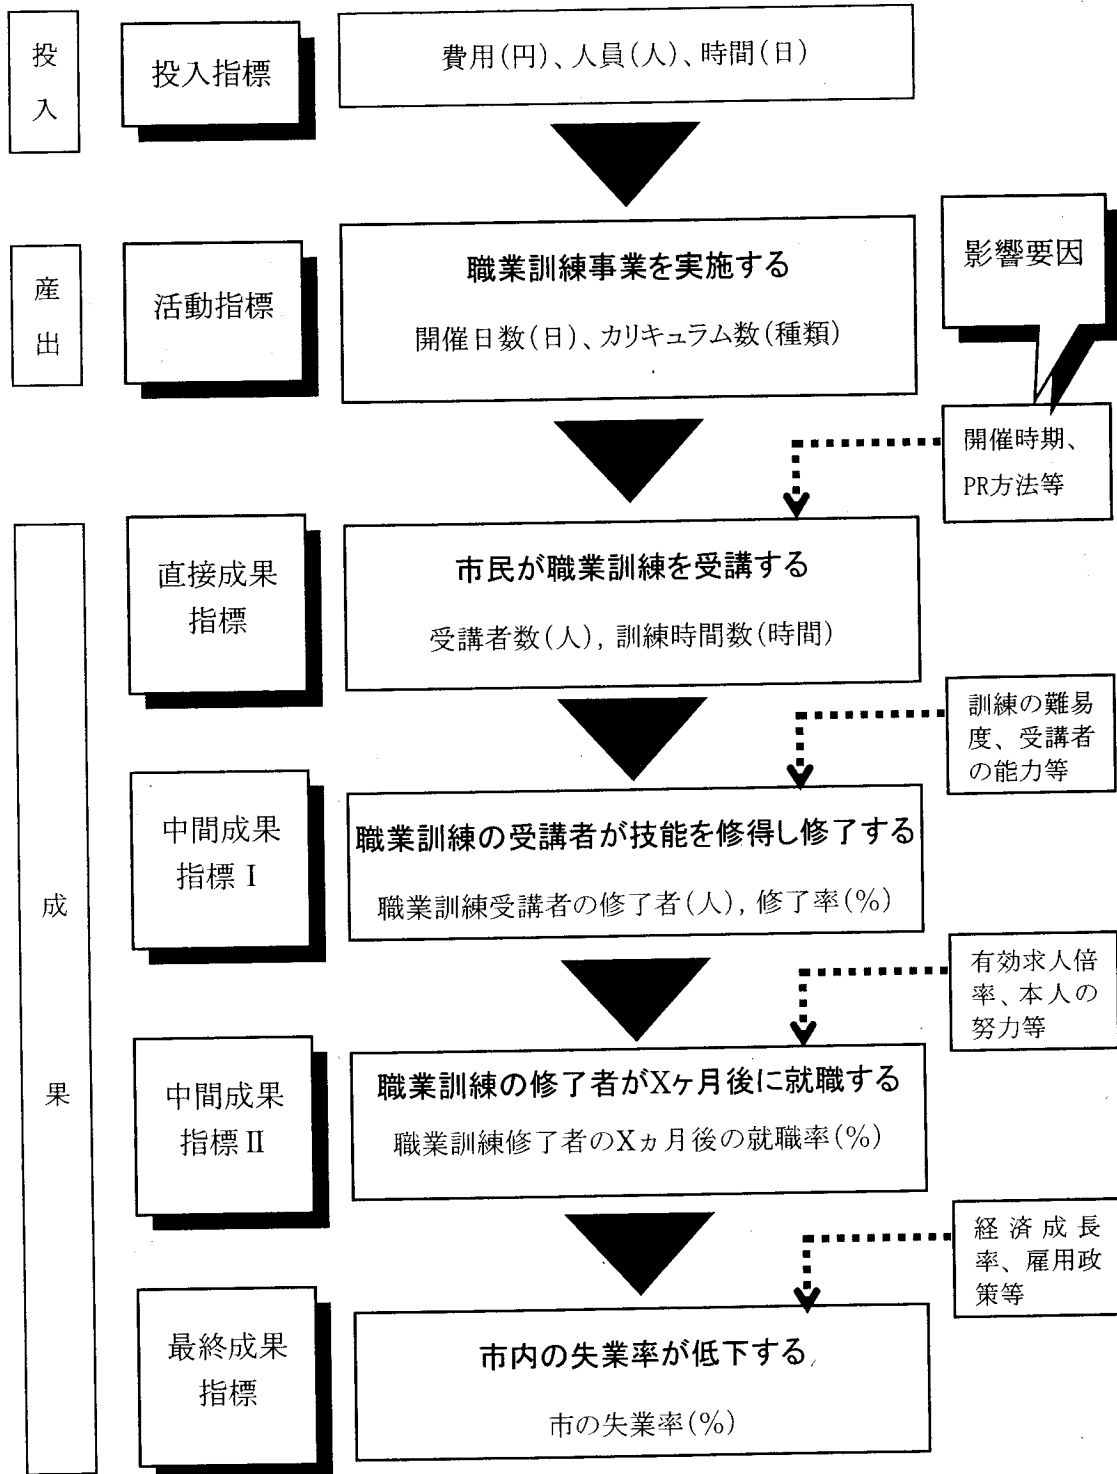 投入
投入指標
費用(円)、人員(人)、時間(日)
産出
活動指標
職業訓練事業を実施する
開催日数(日)、カリキュラム数(種類)
影響要因
開催時期、
PR方法等
成果
直接成果
指標
市民が職業訓練を受講する
受講者数(人), 訓練時間数(時間)
訓練の難易
度、受講者
の能力等
中間成果
指標Ⅰ
職業訓練の受講者が技能を修得し修了する
職業訓練受講者の修了者(人), 修了率(%)
有効求人倍
率、本人の
努力等
中間成果
指標Ⅱ
職業訓練の修了者がXヶ月後に就職する
職業訓練修了者のXヵ月後の就職率(%)
経済成長
率、雇用政
策等
最終成果
指標
市内の失業率が低下する
市の失業率(%)